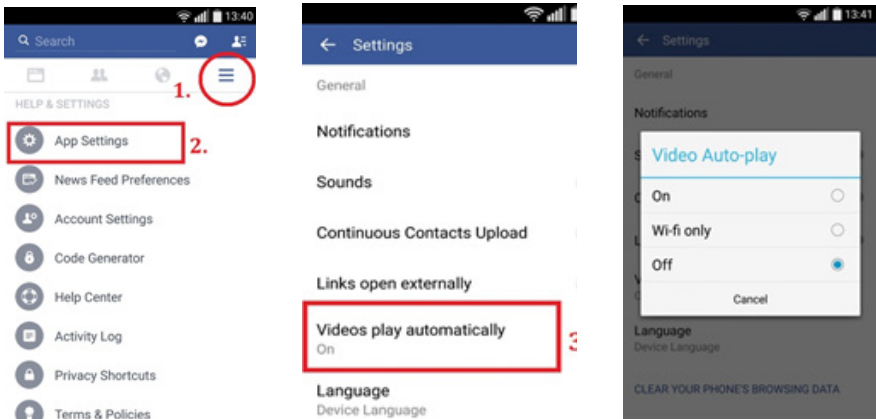 13:40
Search
1.
HELP & SETTINGS
App Settings
2.
News Feed Preferences
Account Settings
Code Generator
Help Center
Activity Log
Privacy Shortcuts
Terms & Policies
Settings
General
Notifications
Sounds
Continuous Contacts Upload
Links open externally
Videos play automatically
On
3
Language
Device Language
13:41
Settings
General
Notifications
Video Auto-play
On
Wi-fi only
Off
Cancel
Language
Device Language
CLEAR YOUR PHONE'S BROWSING DATA